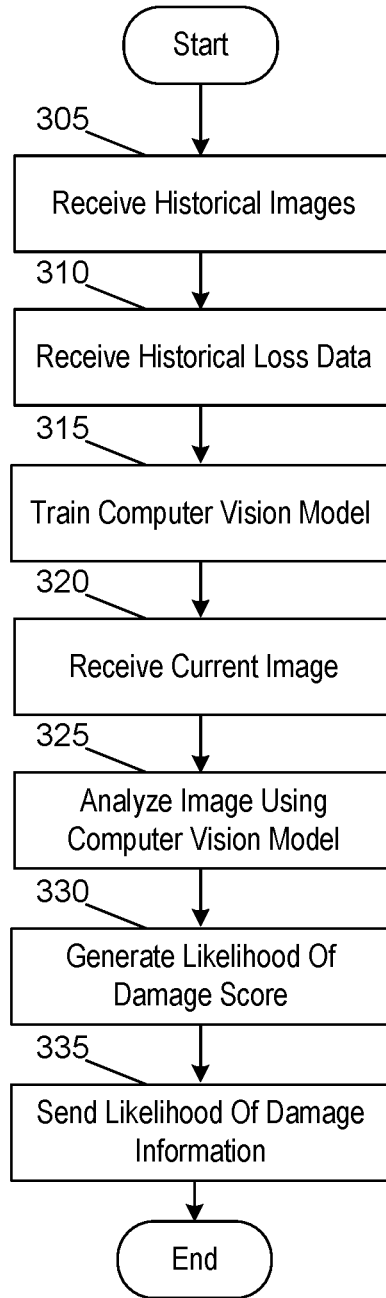 Start
305
Receive Historical Images
310
Receive Historical Loss Data
315
Train Computer Vision Model
320
Receive Current Image
325
Analyze Image Using
Computer Vision Model
330
Generate Likelihood Of
Damage Score
335
Send Likelihood Of Damage
Information
End